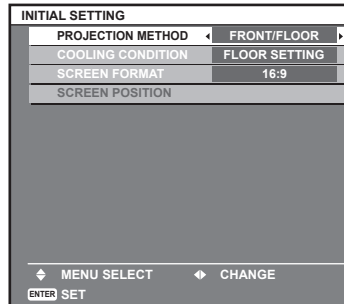 INITIAL SETTING
PROJECTION METHOD FRONT/FLOOR
COOLING CONDITION FLOOR SETTING
SCREEN FORMAT 16:9
SCREEN POSITION
MENU SELECT CHANGE
ENTER SET